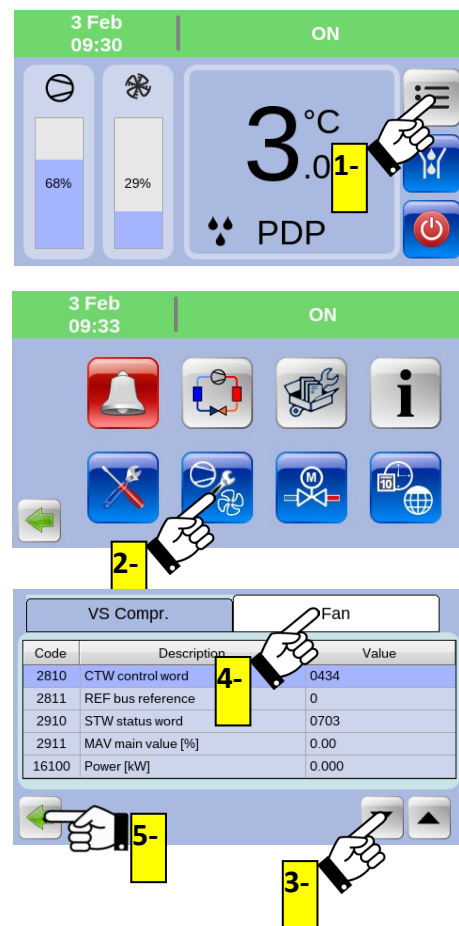 3 Feb
09:30
ON
68%
29%
3.0 °C
PDP
1-
3 Feb
09:33
ON
i
M
10
2-
VS Compr. Fan
Code Description Value
2810 CTW control word 0434
2811 REF bus reference 0
2910 STW status word 0703
2911 MAV main value [%] 0.00
16100 Power [kW] 0.000
4-
5-
3-